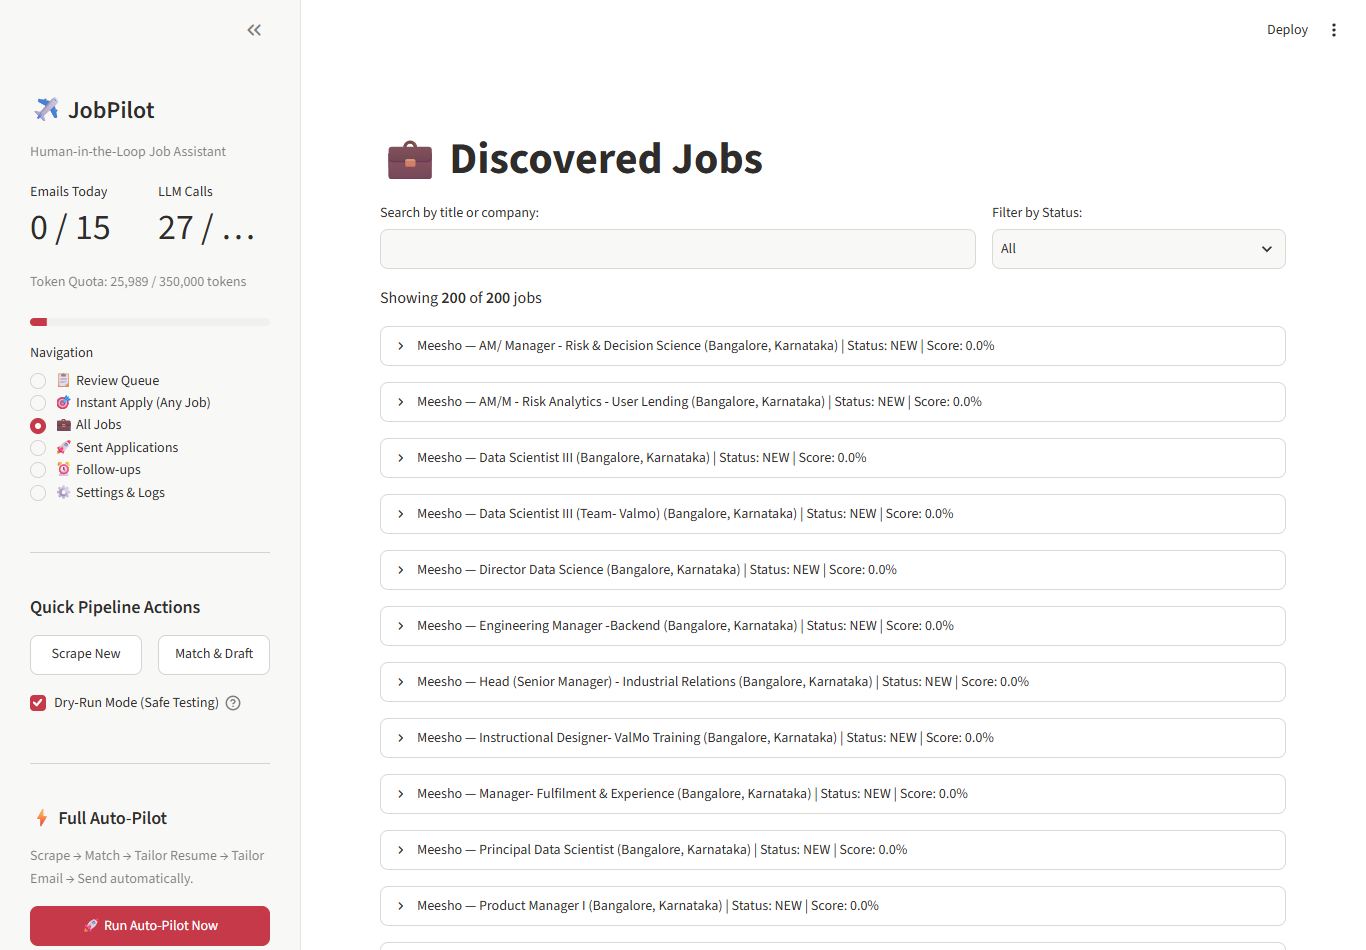 JobPilot
Human-in-the-Loop Job Assistant
Emails Today
0 / 15
LLM Calls
27 / ...
Token Quota: 25,989 / 350,000 tokens
Navigation
Review Queue
Instant Apply (Any Job)
All Jobs
Sent Applications
Follow-ups
Settings & Logs
Quick Pipeline Actions
Scrape New
Match & Draft
Dry-Run Mode (Safe Testing)
Full Auto-Pilot
Scrape → Match → Tailor Resume → Tailor
Email → Send automatically.
Run Auto-Pilot Now
Deploy
Discovered Jobs
Search by title or company:
Filter by Status:
All
Showing 200 of 200 jobs
Meesho — AM/ Manager - Risk & Decision Science (Bangalore, Karnataka) | Status: NEW | Score: 0.0%
Meesho — AM/M - Risk Analytics - User Lending (Bangalore, Karnataka) | Status: NEW | Score: 0.0%
Meesho — Data Scientist III (Bangalore, Karnataka) | Status: NEW | Score: 0.0%
Meesho — Data Scientist III (Team- Valmo) (Bangalore, Karnataka) | Status: NEW | Score: 0.0%
Meesho — Director Data Science (Bangalore, Karnataka) | Status: NEW | Score: 0.0%
Meesho — Engineering Manager -Backend (Bangalore, Karnataka) | Status: NEW | Score: 0.0%
Meesho — Head (Senior Manager) - Industrial Relations (Bangalore, Karnataka) | Status: NEW | Score: 0.0%
Meesho — Instructional Designer- ValMo Training (Bangalore, Karnataka) | Status: NEW | Score: 0.0%
Meesho — Manager- Fulfilment & Experience (Bangalore, Karnataka) | Status: NEW | Score: 0.0%
Meesho — Principal Data Scientist (Bangalore, Karnataka) | Status: NEW | Score: 0.0%
Meesho — Product Manager I (Bangalore, Karnataka) | Status: NEW | Score: 0.0%